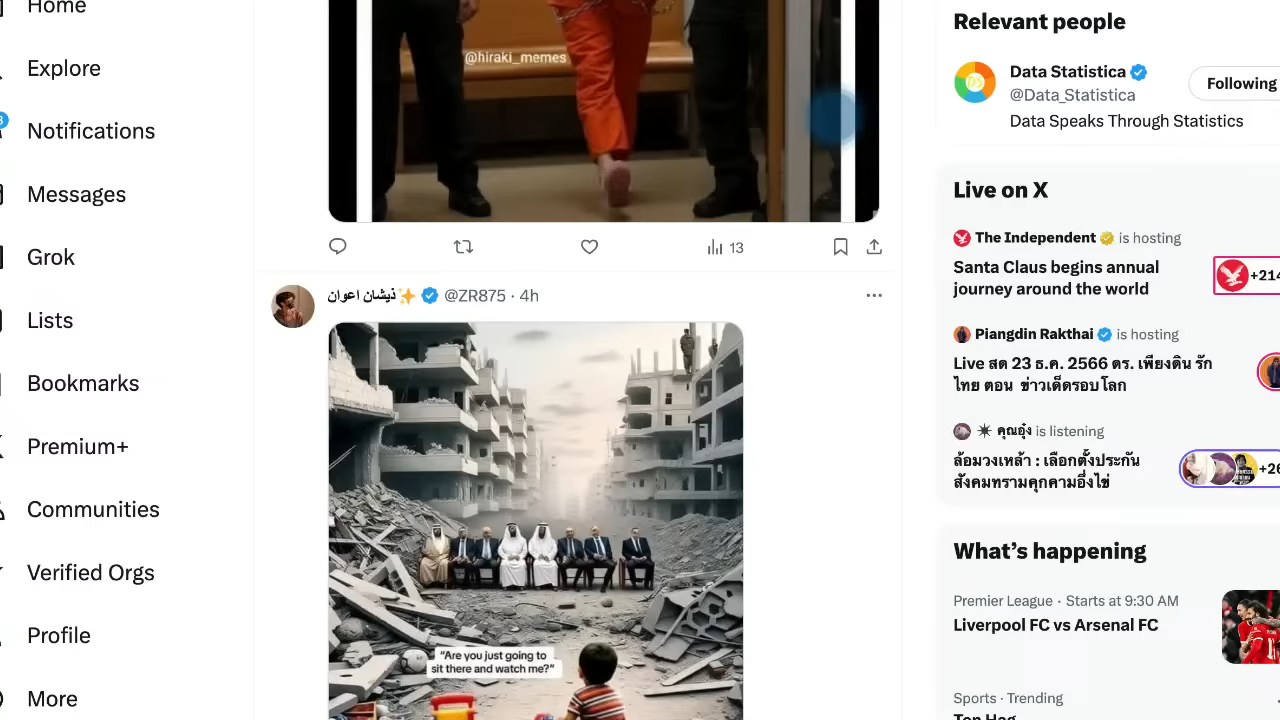 Home
Explore
Notifications
Messages
Grok
Lists
Bookmarks
Premium+
Communities
Verified Orgs
Profile
More
@hiraki_memes
13
ذیشان اعوان✨ @ZR875 · 4h
"Are you just going to
sit there and watch me?"
Relevant people
Data Statistica
@Data_Statistica
Following
Data Speaks Through Statistics
Live on X
The Independent is hosting
Santa Claus begins annual
journey around the world
+214
Piangdin Rakthai is hosting
Live สด 23 ธ.ค. 2566 ดร. เพียงดิน รัก
ไทย ตอน ข่าวเด็ดรอบโลก
คุณอุ๋ง is listening
ล้อมวงเหล้า : เลือกตั้งประกัน
สังคมทรามคุกคามอึ่งไข่
+26
What's happening
Premier League · Starts at 9:30 AM
Liverpool FC vs Arsenal FC
Sports · Trending
Ten Hag